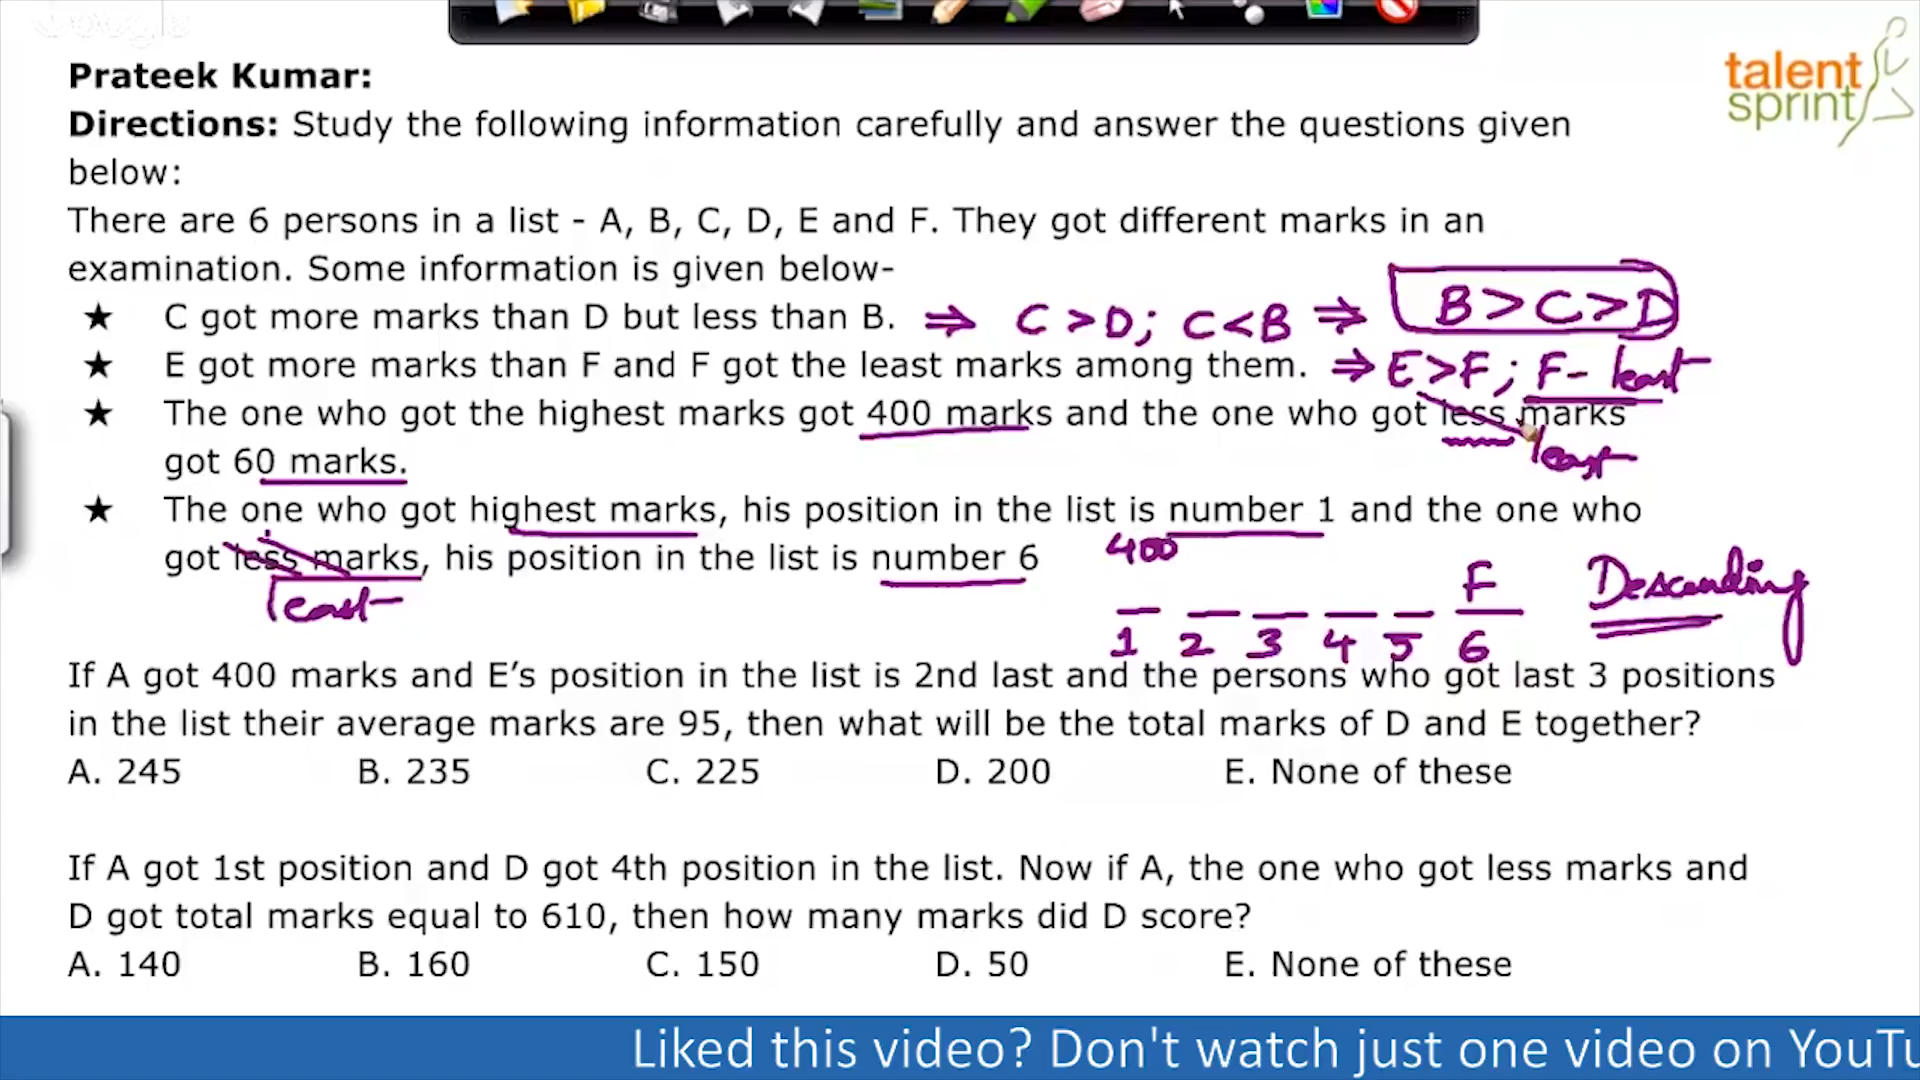 Google
Prateek Kumar:
talent
sprint
Directions: Study the following information carefully and answer the questions given
below:
There are 6 persons in a list - A, B, C, D, E and F. They got different marks in an
examination. Some information is given below-
★ C got more marks than D but less than B. ⇒ C > D; C < B ⇒ B > C > D
★ E got more marks than F and F got the least marks among them. ⇒ E > F; F - least
★ The one who got the highest marks got 400 marks and the one who got less marks
least
got 60 marks.
★ The one who got highest marks, his position in the list is number 1 and the one who
got less marks, his position in the list is number 6
least
400
F
Descending
1 2 3 4 5 6
If A got 400 marks and E’s position in the list is 2nd last and the persons who got last 3 positions
in the list their average marks are 95, then what will be the total marks of D and E together?
A. 245 B. 235 C. 225 D. 200 E. None of these
If A got 1st position and D got 4th position in the list. Now if A, the one who got less marks and
D got total marks equal to 610, then how many marks did D score?
A. 140 B. 160 C. 150 D. 50 E. None of these
Liked this video? Don't watch just one video on YouTu